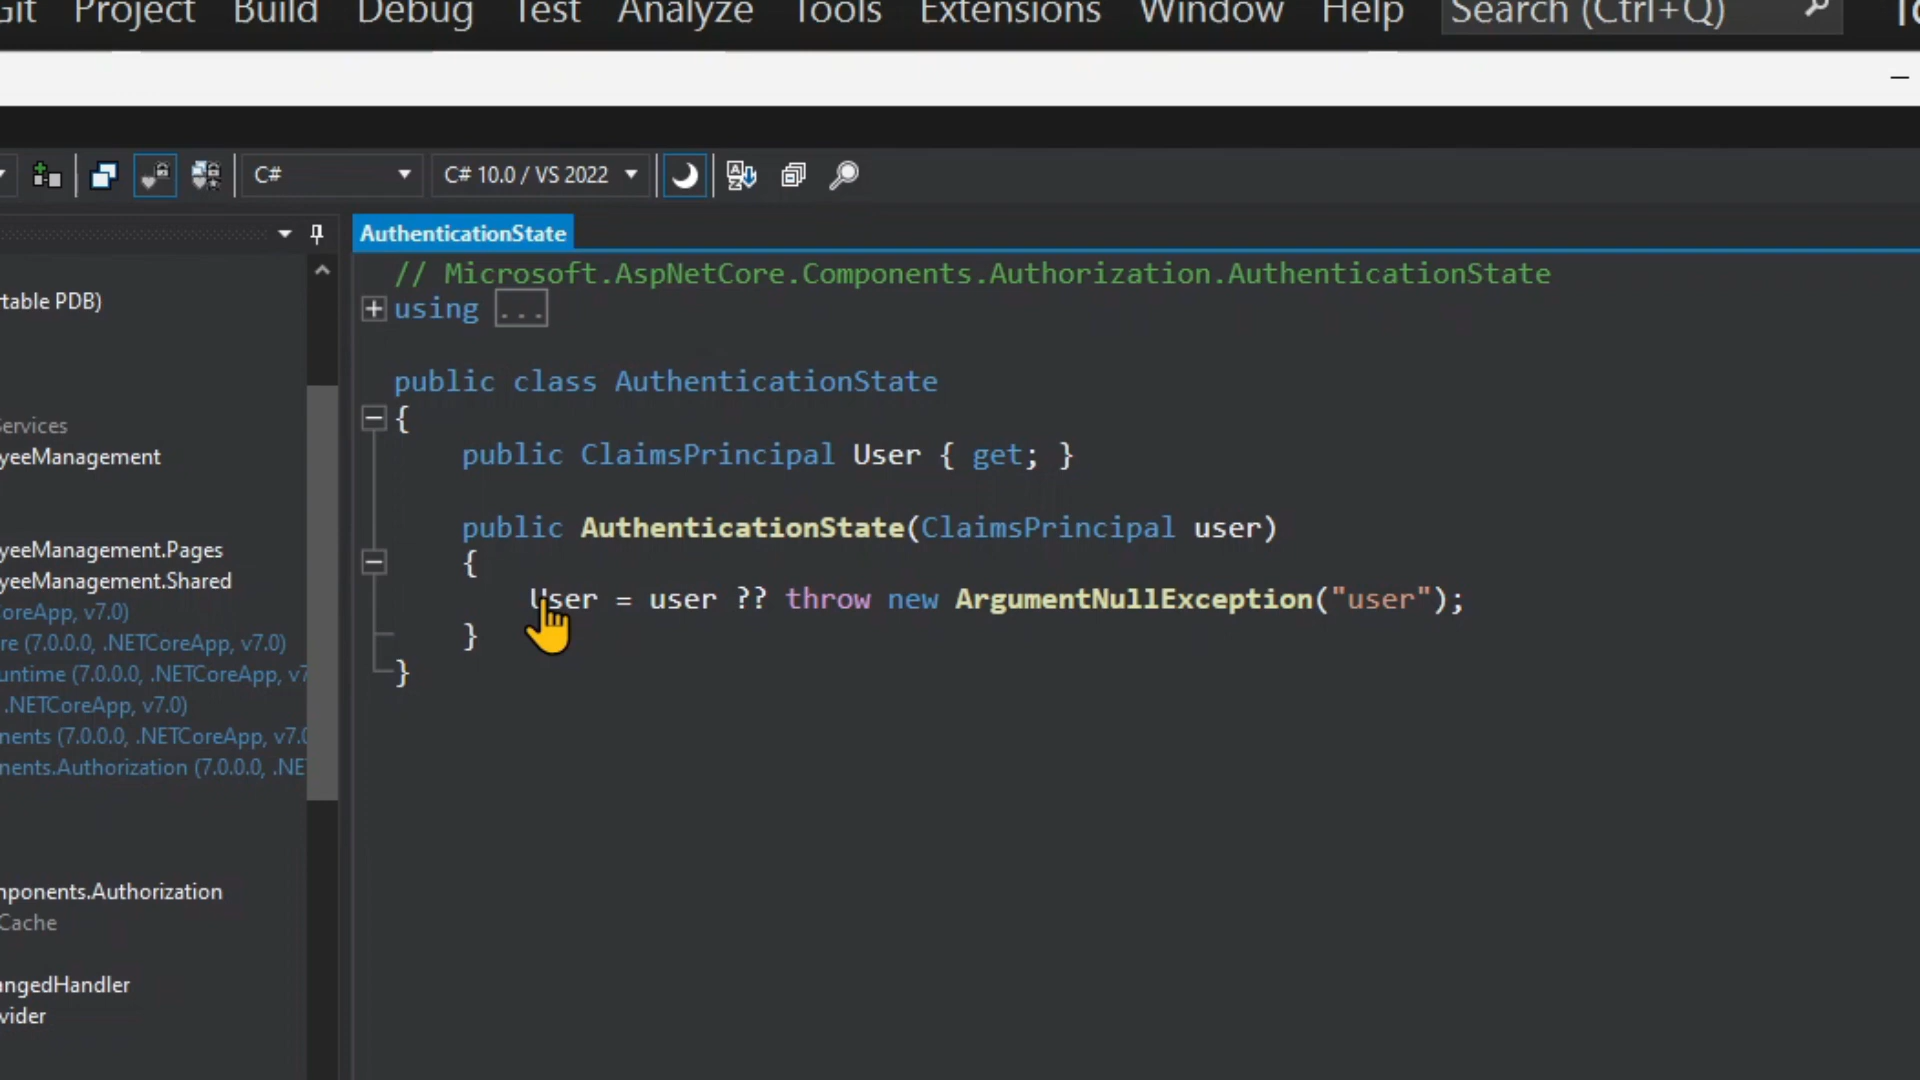 Git Project Build Debug Test Analyze Tools Extensions Window Help Search (Ctrl+Q)
C# C# 10.0 / VS 2022
AuthenticationState
// Microsoft.AspNetCore.Components.Authorization.AuthenticationState
using ...
public class AuthenticationState
{
public ClaimsPrincipal User { get; }
public AuthenticationState(ClaimsPrincipal user)
{
User = user ?? throw new ArgumentNullException("user");
}
}
rtable PDB)
ervices
yeeManagement
yeeManagement.Pages
yeeManagement.Shared
CoreApp, v7.0)
re (7.0.0.0, .NETCoreApp, v7.0)
untime (7.0.0.0, .NETCoreApp, v7
.NETCoreApp, v7.0)
nents (7.0.0.0, .NETCoreApp, v7.0
nents.Authorization (7.0.0.0, .NE
mponents.Authorization
Cache
angedHandler
vider